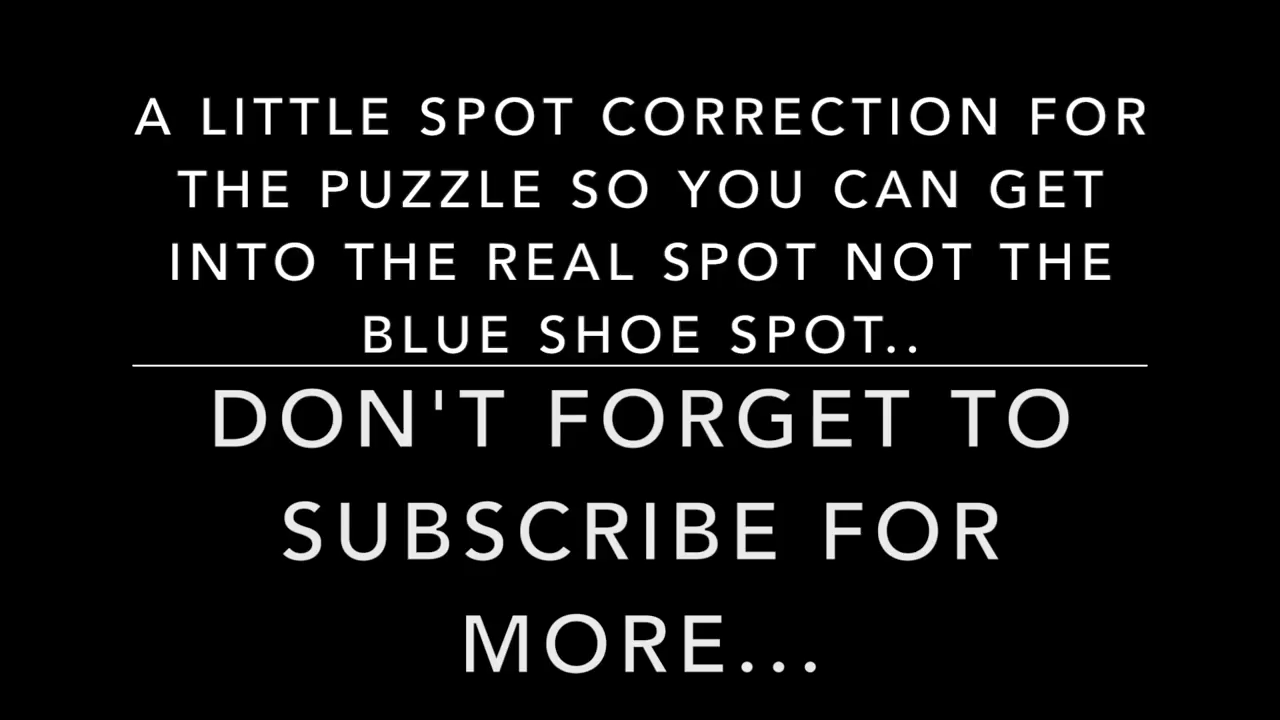 A LITTLE SPOT CORRECTION FOR
THE PUZZLE SO YOU CAN GET
INTO THE REAL SPOT NOT THE
BLUE SHOE SPOT..
DON'T FORGET TO
SUBSCRIBE FOR
MORE...